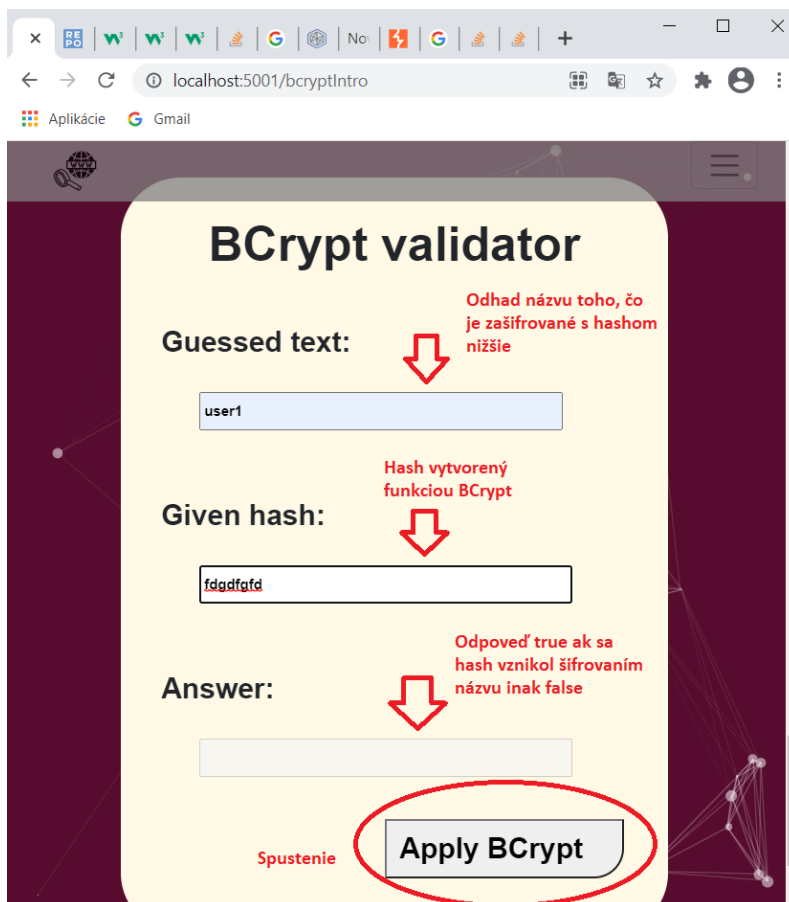 No
localhost:5001/bcryptIntro
Aplikácie
Gmail
WWW
BCrypt validator
Odhad názvu toho, čo
je zašifrované s hashom
nižšie
Guessed text:
user1
Hash vytvorený
funkciou BCrypt
Given hash:
fdgdfgfd
Odpoveď true ak sa
hash vznikol šifrovaním
názvu inak false
Answer:
Apply BCrypt
Spustenie